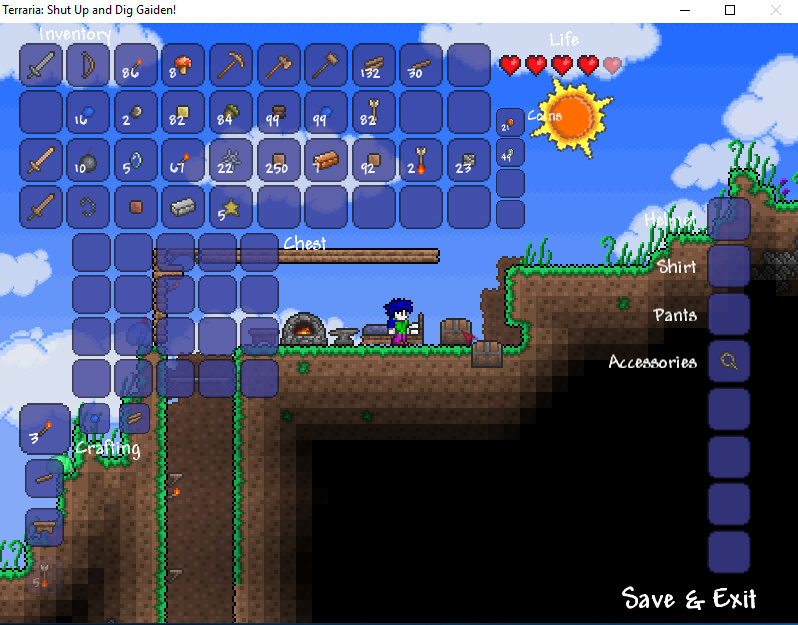 Terraria: Shut Up and Dig Gaiden!
Inventory
Life
86 8 132 30
16 2 82 84 99 99 82
Coins
21
10 5 67 22 250 7 92 2 23
49
5
Helmet
Chest
Shirt
Pants
Accessories
3
Crafting
5
Save & Exit